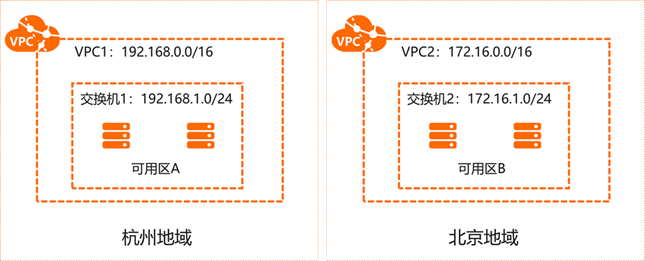 VPC
VPC1：192.168.0.0/16
交换机1：192.168.1.0/24
可用区A
杭州地域
VPC
VPC2：172.16.0.0/16
交换机2：172.16.1.0/24
可用区B
北京地域